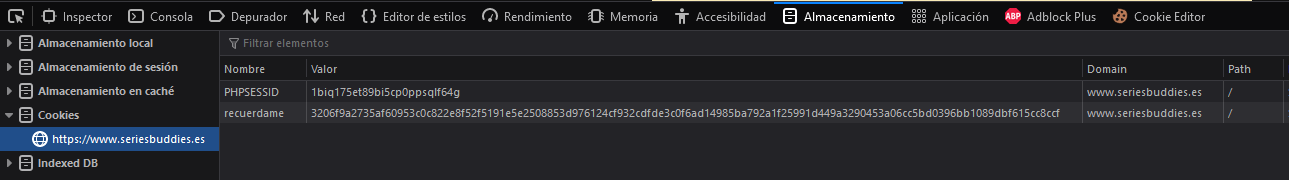 Inspector Consola Depurador Red Editor de estilos Rendimiento Memoria Accesibilidad Almacenamiento Aplicación ABP Adblock Plus Cookie Editor
Almacenamiento local
Almacenamiento de sesión
Almacenamiento en caché
Cookies
https://www.seriesbuddies.es
Indexed DB
Filtrar elementos
Nombre Valor Domain Path
PHPSESSID 1biq175et89bi5cp0ppsqlf64g www.seriesbuddies.es /
recuerdame 3206f9a2735af60953c0c822e8f52f5191e5e2508853d976124cf932cdfde3c0f6ad14985ba792a1f25991d449a3290453a06cc5bd0396bb1089dbf615cc8ccf www.seriesbuddies.es /